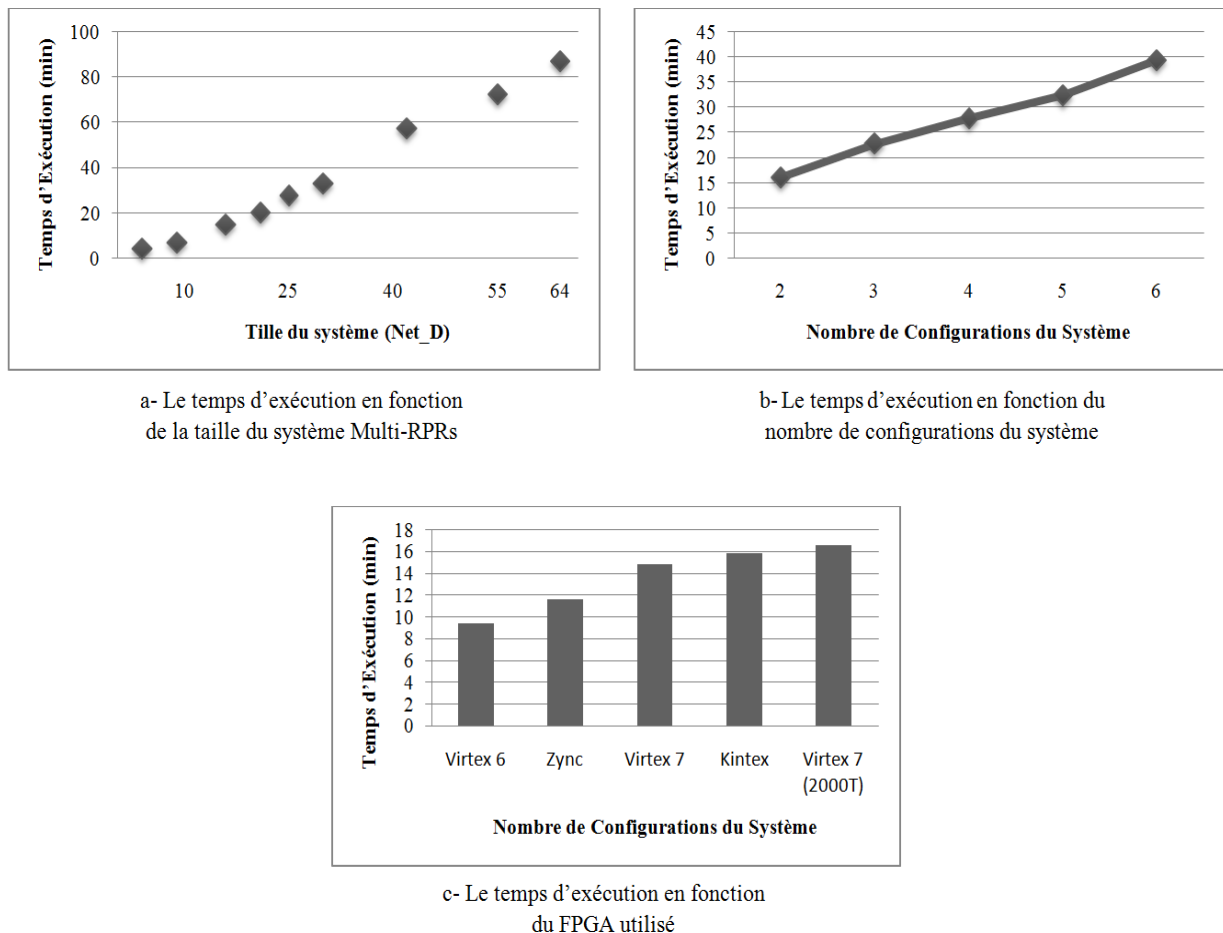 100
80
60
40
20
0
Temps d'Exécution (min)
10 25 40 55 64
Tille du système (Net_D)
a- Le temps d'exécution en fonction
de la taille du système Multi-RPRs
45
40
35
30
25
20
15
10
5
0
Temps d'Exécution (min)
2 3 4 5 6
Nombre de Configurations du Système
b- Le temps d'exécution en fonction du
nombre de configurations du système
18
16
14
12
10
8
6
4
2
0
Temps d'Exécution (min)
Virtex 6 Zync Virtex 7 Kintex Virtex 7
(2000T)
Nombre de Configurations du Système
c- Le temps d'exécution en fonction
du FPGA utilisé